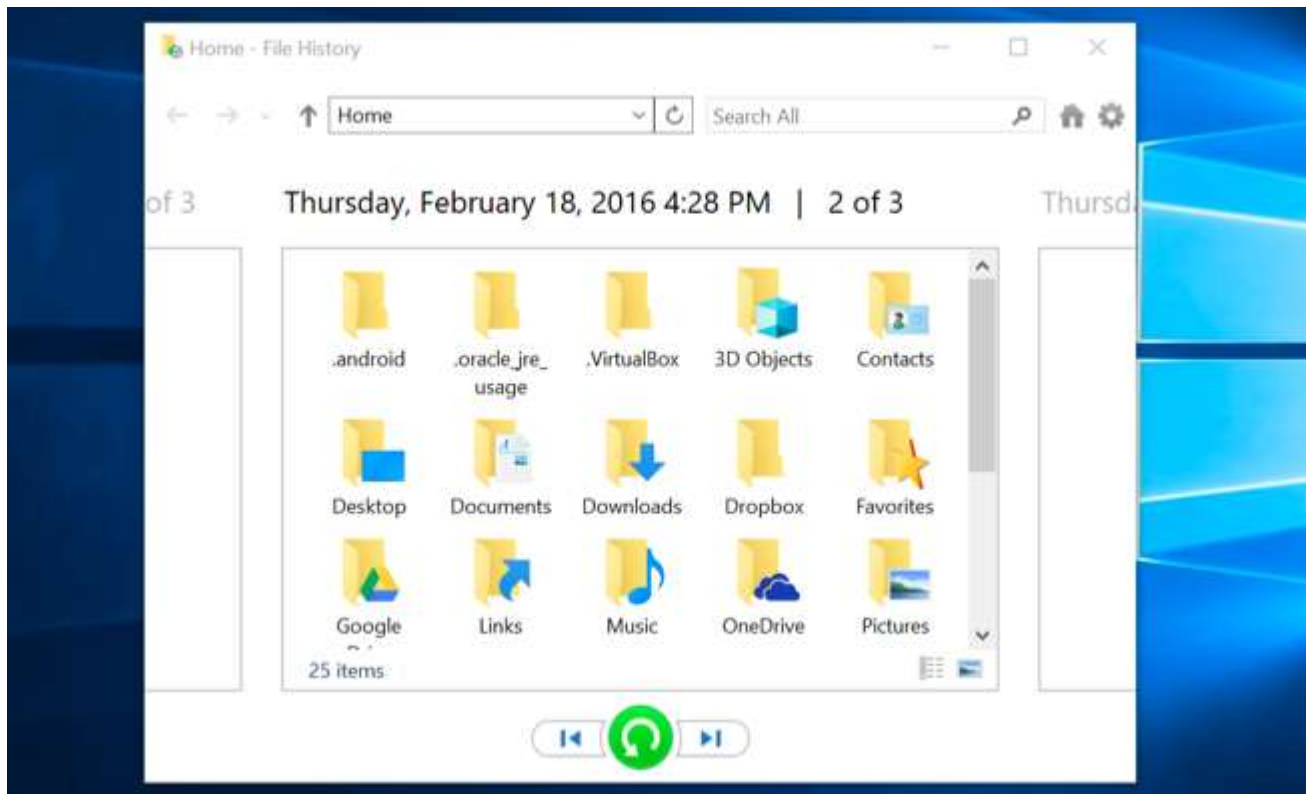 Home - File History
Home
Search All
of 3
Thursday, February 18, 2016 4:28 PM | 2 of 3
Thursd
.android
.oracle_jre_
usage
.VirtualBox
3D Objects
Contacts
Desktop
Documents
Downloads
Dropbox
Favorites
Google
Links
Music
OneDrive
Pictures
25 items